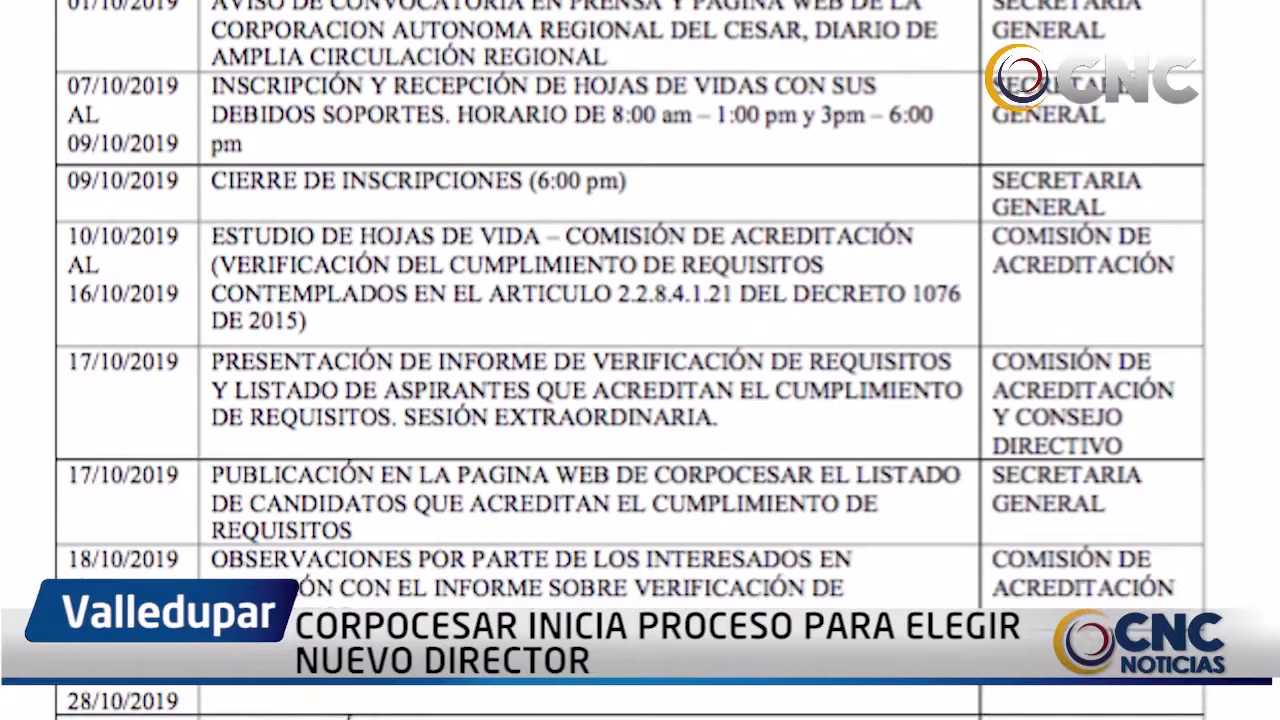 01/10/2019 AVISO DE CONVOCATORIA EN PRENSA Y PAGINA WEB DE LA SECRETARIA
CORPORACION AUTONOMA REGIONAL DEL CESAR, DIARIO DE GENERAL
AMPLIA CIRCULACIÓN REGIONAL
CNC
07/10/2019 INSCRIPCIÓN Y RECEPCIÓN DE HOJAS DE VIDAS CON SUS SECRETARIA
AL DEBIDOS SOPORTES. HORARIO DE 8:00 am – 1:00 pm y 3pm – 6:00 GENERAL
09/10/2019 pm
09/10/2019 CIERRE DE INSCRIPCIONES (6:00 pm) SECRETARIA
GENERAL
10/10/2019 ESTUDIO DE HOJAS DE VIDA – COMISIÓN DE ACREDITACIÓN COMISIÓN DE
AL (VERIFICACIÓN DEL CUMPLIMIENTO DE REQUISITOS ACREDITACIÓN
16/10/2019 CONTEMPLADOS EN EL ARTICULO 2.2.8.4.1.21 DEL DECRETO 1076
DE 2015)
17/10/2019 PRESENTACIÓN DE INFORME DE VERIFICACIÓN DE REQUISITOS COMISIÓN DE
Y LISTADO DE ASPIRANTES QUE ACREDITAN EL CUMPLIMIENTO ACREDITACIÓN
DE REQUISITOS. SESIÓN EXTRAORDINARIA. Y CONSEJO
DIRECTIVO
17/10/2019 PUBLICACIÓN EN LA PAGINA WEB DE CORPOCESAR EL LISTADO SECRETARIA
DE CANDIDATOS QUE ACREDITAN EL CUMPLIMIENTO DE GENERAL
REQUISITOS
18/10/2019 OBSERVACIONES POR PARTE DE LOS INTERESADOS EN COMISIÓN DE
ÓN CON EL INFORME SOBRE VERIFICACIÓN DE ACREDITACIÓN
Valledupar
CORPOCESAR INICIA PROCESO PARA ELEGIR
NUEVO DIRECTOR
CNC
NOTICIAS
28/10/2019